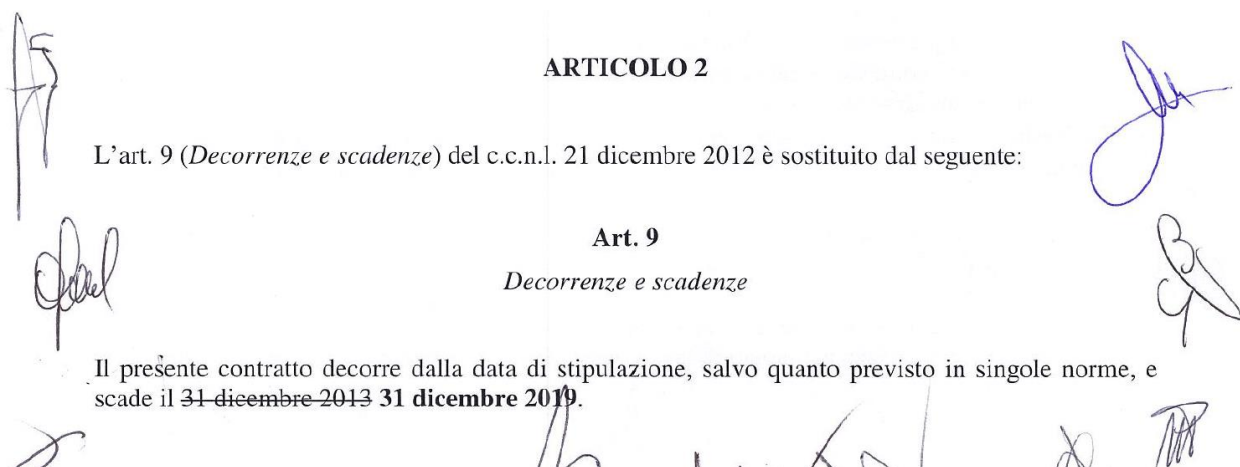 ARTICOLO 2
L'art. 9 (Decorrenze e scadenze) del c.c.n.l. 21 dicembre 2012 è sostituito dal seguente:
Art. 9
Decorrenze e scadenze
Il presente contratto decorre dalla data di stipulazione, salvo quanto previsto in singole norme, e
scade il 31 dicembre 2013 31 dicembre 2019.